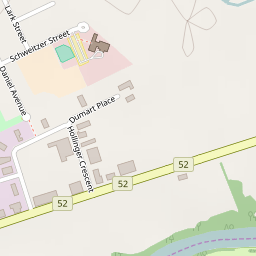 Lark Street
Schweitzer Street
Daniel Avenue
Dumart Place
Hollinger Crescent
52
52
52